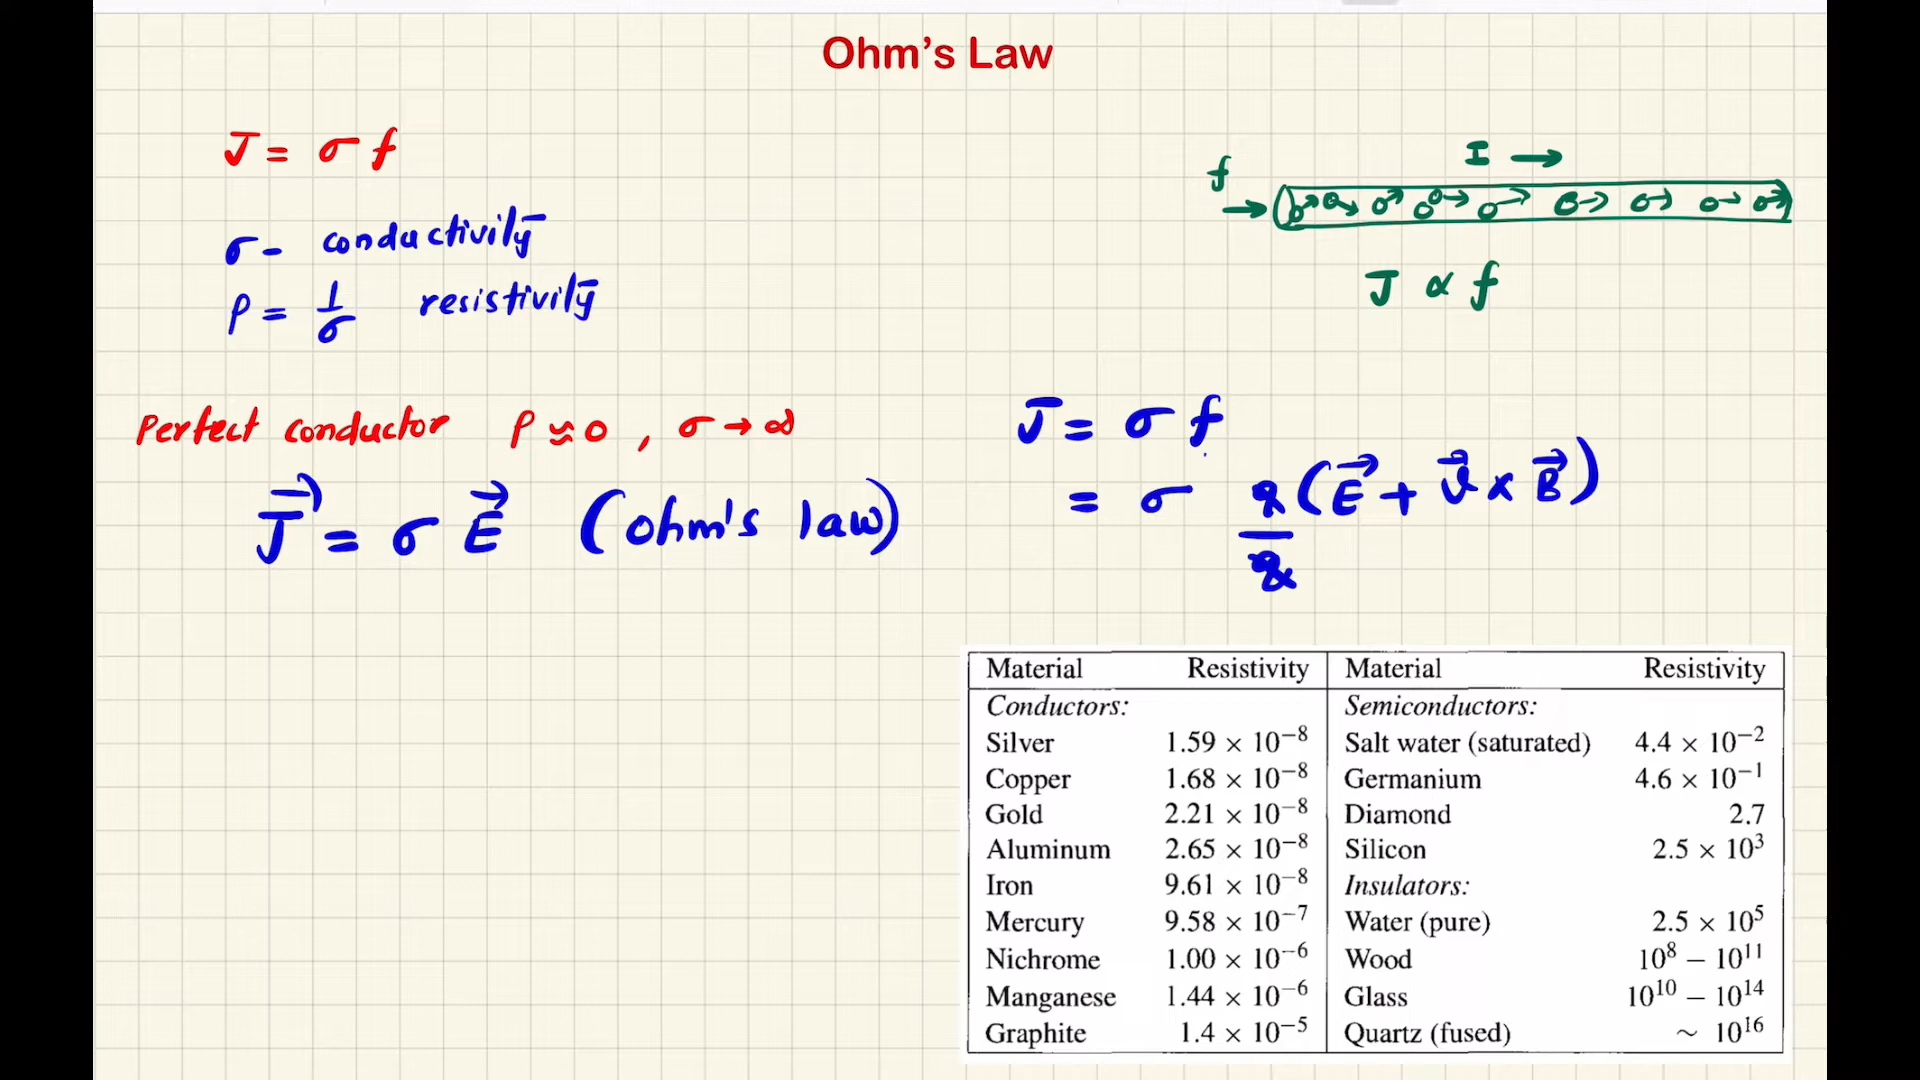 Ohm's Law
J = σ f
σ - conductivity
ρ = 1/σ resistivity
f I →
J ∝ f
Perfect conductor ρ ≈ 0 , σ → ∞
J⃗ = σ E⃗ (ohm's law)
J = σ f
= σ q/q (E⃗ + v⃗ × B⃗)
Material Resistivity Material Resistivity
Conductors: Semiconductors:
Silver 1.59 × 10⁻⁸ Salt water (saturated) 4.4 × 10⁻²
Copper 1.68 × 10⁻⁸ Germanium 4.6 × 10⁻¹
Gold 2.21 × 10⁻⁸ Diamond 2.7
Aluminum 2.65 × 10⁻⁸ Silicon 2.5 × 10³
Iron 9.61 × 10⁻⁸ Insulators:
Mercury 9.58 × 10⁻⁷ Water (pure) 2.5 × 10⁵
Nichrome 1.00 × 10⁻⁶ Wood 10⁸ – 10¹¹
Manganese 1.44 × 10⁻⁶ Glass 10¹⁰ – 10¹⁴
Graphite 1.4 × 10⁻⁵ Quartz (fused) ~ 10¹⁶